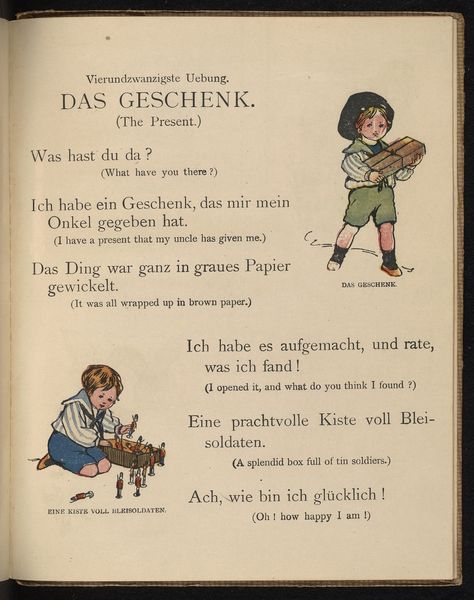 Vierundzwanzigste Uebung.
DAS GESCHENK.
(The Present.)
Was hast du da ?
(What have you there ?)
Ich habe ein Geschenk, das mir mein
Onkel gegeben hat.
(I have a present that my uncle has given me.)
Das Ding war ganz in graues Papier
gewickelt.
(It was all wrapped up in brown paper.)
DAS GESCHENK.
Ich habe es aufgemacht, und rate,
was ich fand !
(I opened it, and what do you think I found ?)
Eine prachtvolle Kiste voll Blei-
soldaten.
(A splendid box full of tin soldiers.)
Ach, wie bin ich glücklich !
(Oh ! how happy I am !)
EINE KISTE VOLL BLEISOLDATEN.